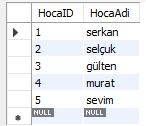 HocaID HocaAdi
1 serkan
2 selçuk
3 gülten
4 murat
5 sevim
NULL NULL